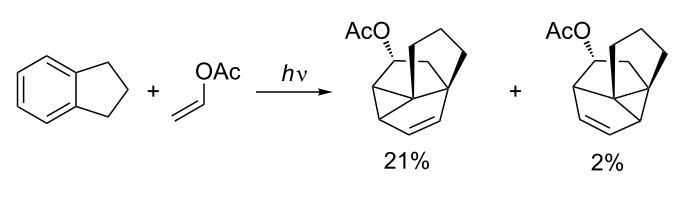 AcO
AcO
OAc
+
hν
+
21%
2%